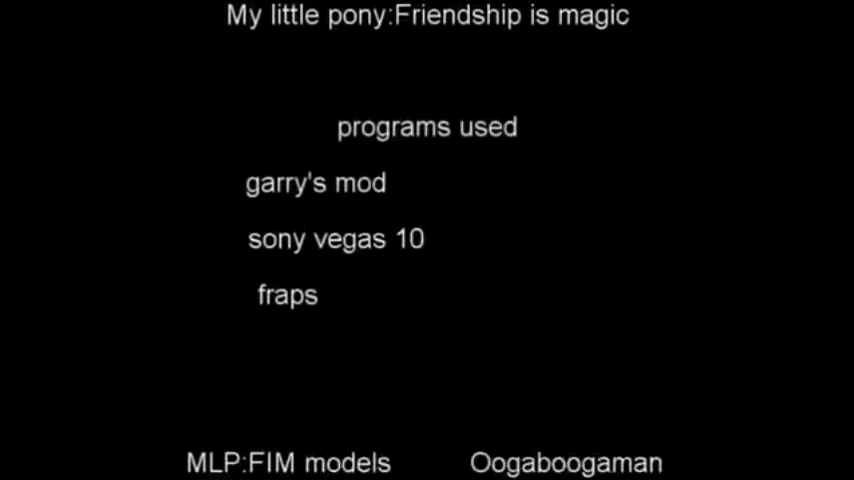 My little pony:Friendship is magic
programs used
garry's mod
sony vegas 10
fraps
MLP:FIM models Oogaboogaman